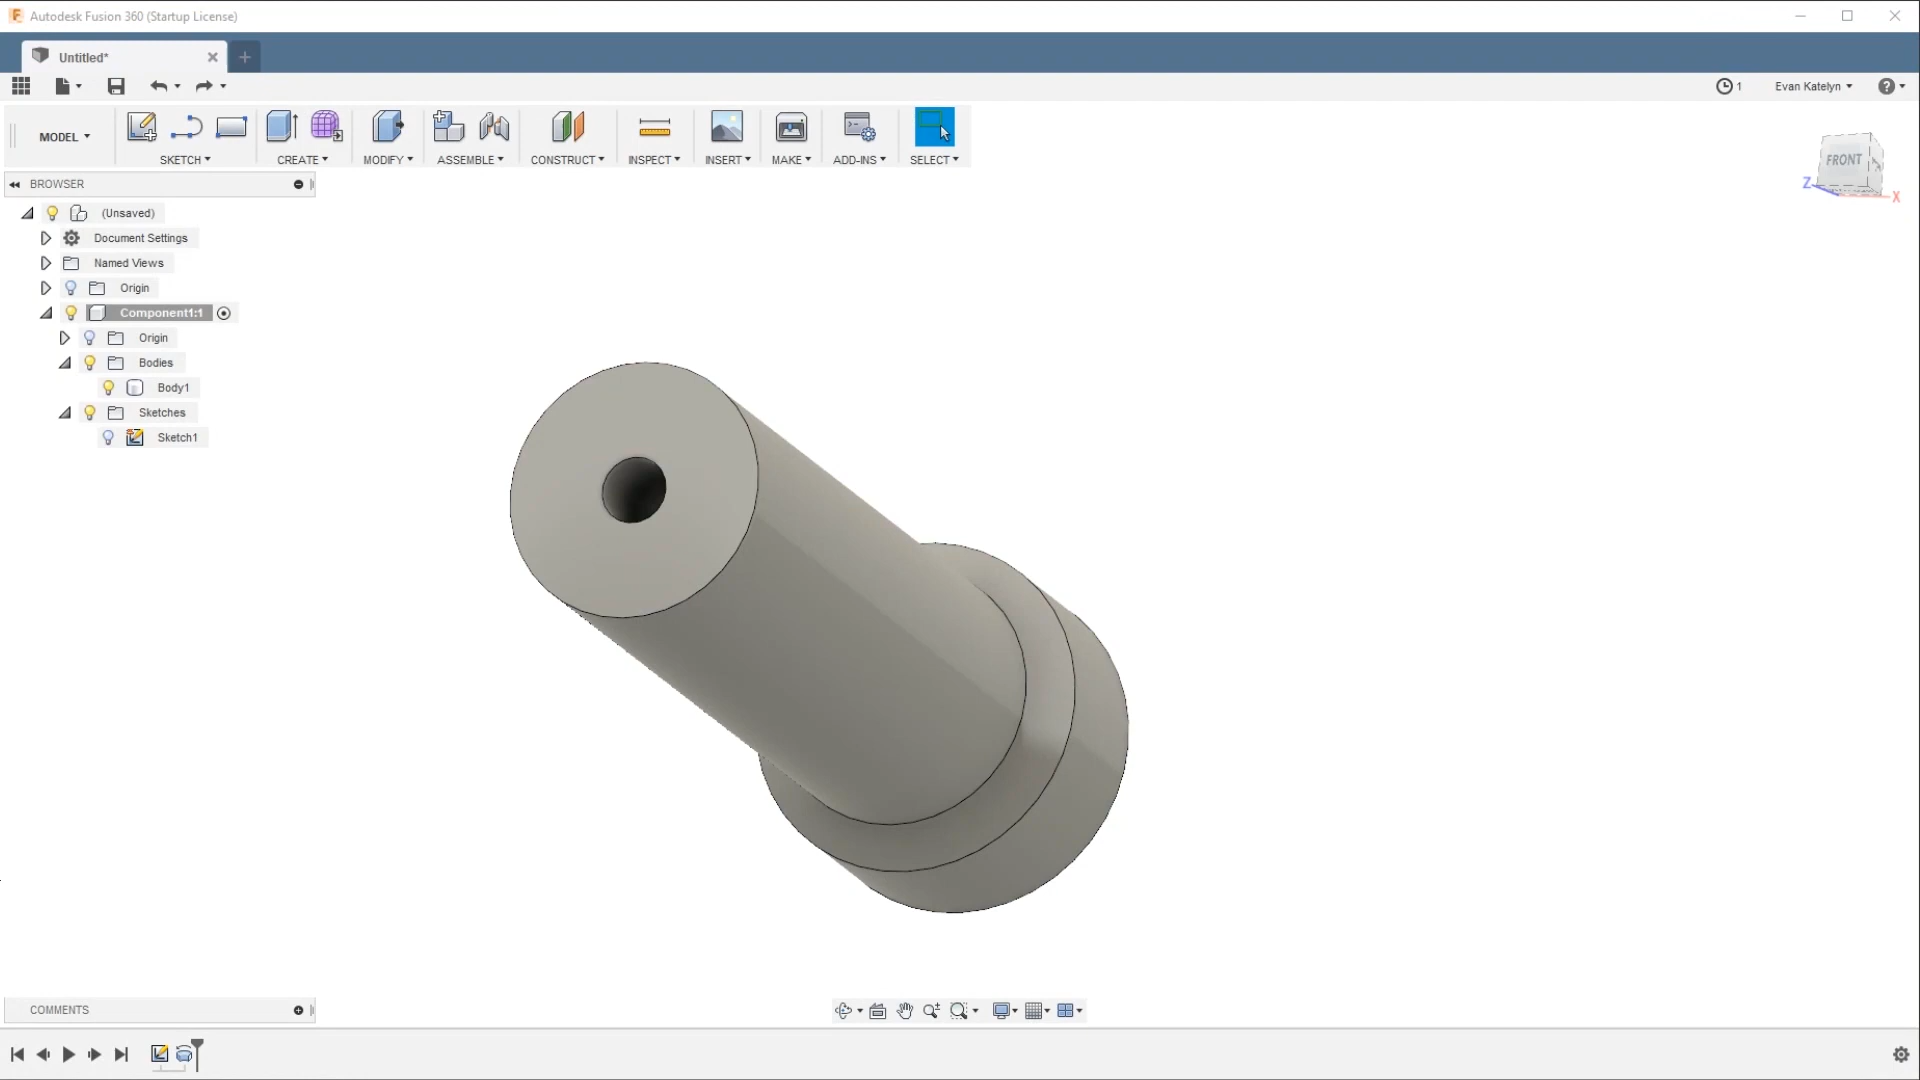 Autodesk Fusion 360 (Startup License)
Untitled*
1
Evan Katelyn
MODEL
SKETCH
CREATE
MODIFY
ASSEMBLE
CONSTRUCT
INSPECT
INSERT
MAKE
ADD-INS
SELECT
FRONT
Z
X
BROWSER
(Unsaved)
Document Settings
Named Views
Origin
Component1:1
Origin
Bodies
Body1
Sketches
Sketch1
COMMENTS